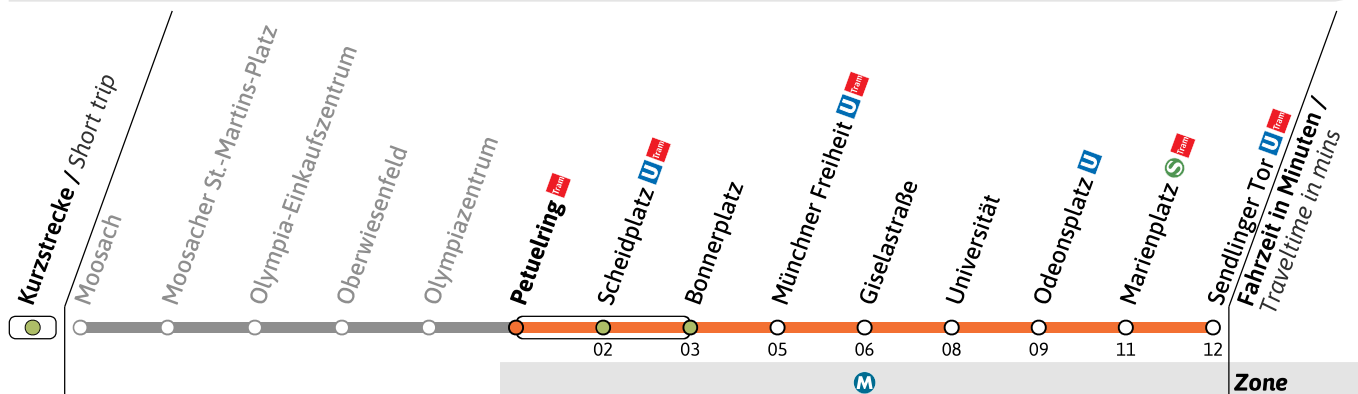 Kurzstrecke / Short trip
Moosach
Moosacher St.-Martins-Platz
Olympia-Einkaufszentrum
Oberwiesenfeld
Olympiazentrum
Petuelring Tram
Scheidplatz U Tram
Bonnerplatz
Münchner Freiheit U Tram
Giselastraße
Universität
Odeonsplatz U
Marienplatz S Tram
Sendlinger Tor U Tram
Fahrzeit in Minuten /
Traveltime in mins
02 03 05 06 08 09 11 12
M Zone